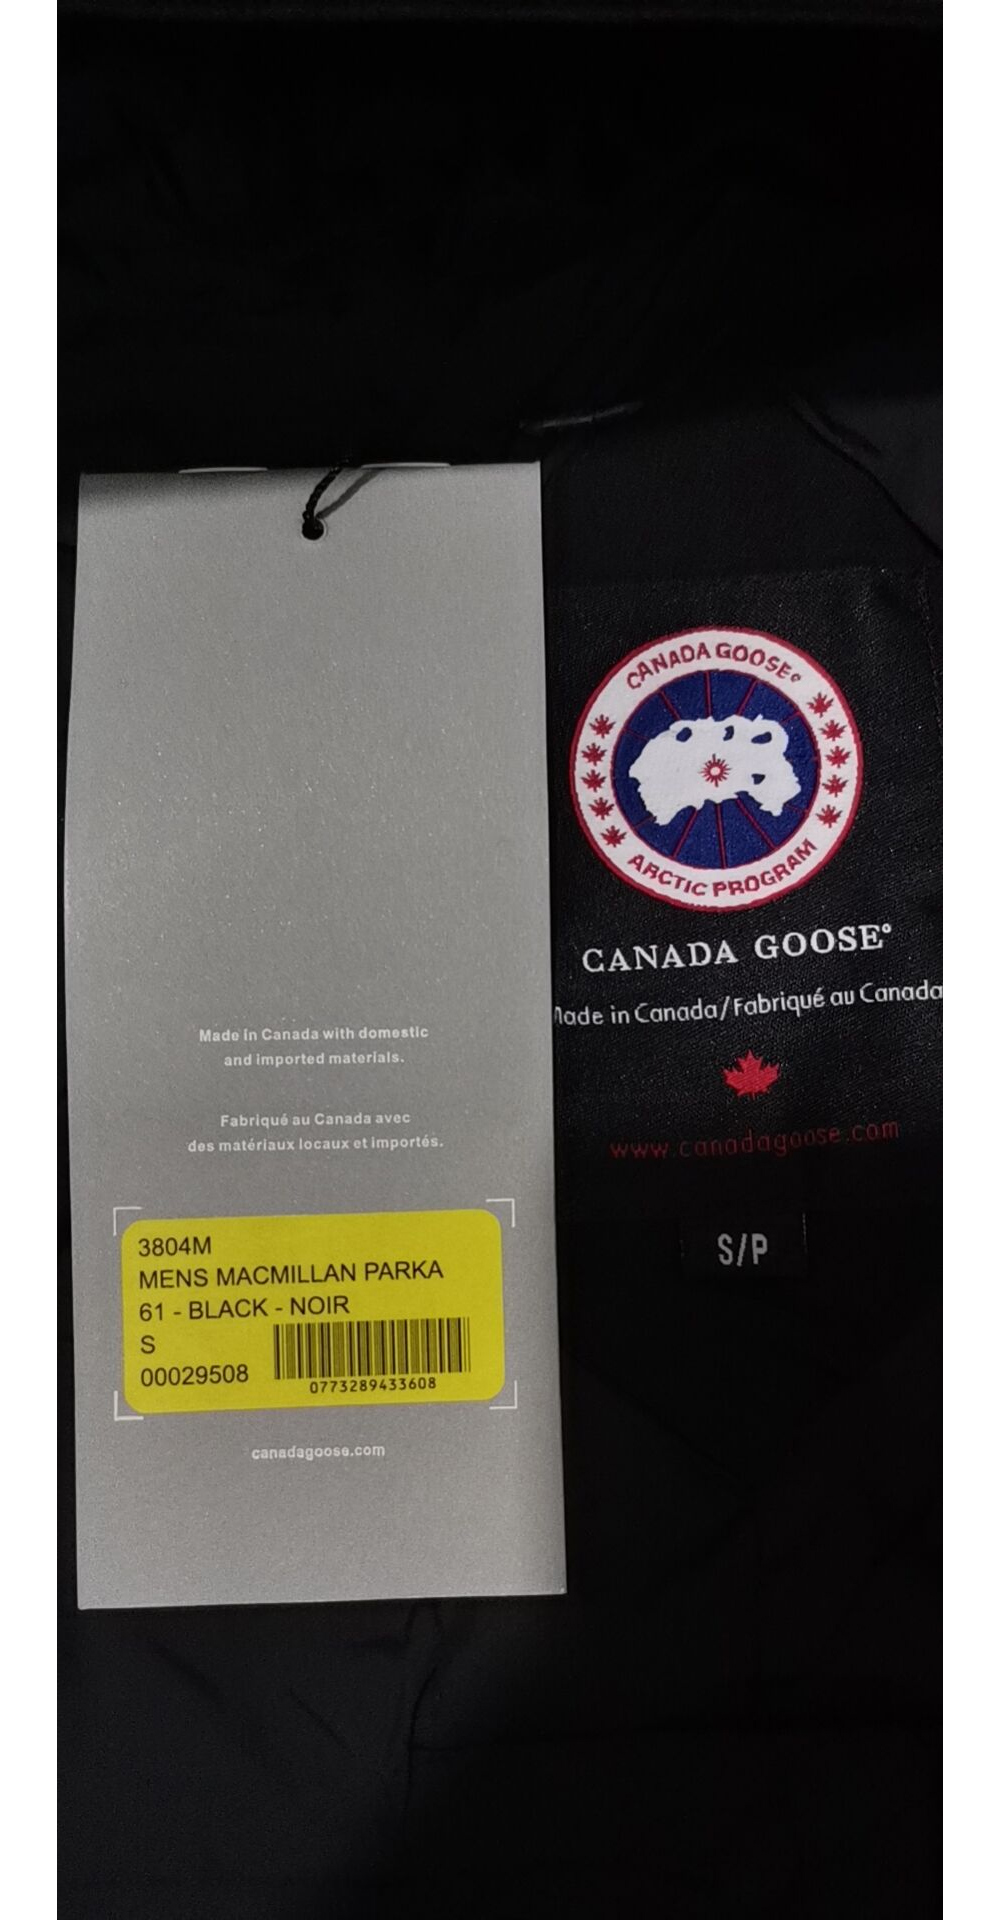 Made in Canada with domestic
and imported materials.
Fabriqué au Canada avec
des matériaux locaux et importés.
3804M
MENS MACMILLAN PARKA
61 - BLACK - NOIR
S
00029508
0773289433608
canadagoose.com
CANADA GOOSE®
ARCTIC PROGRAM
CANADA GOOSE®
Made in Canada/Fabriqué au Canada
www.canadagoose.com
S/P